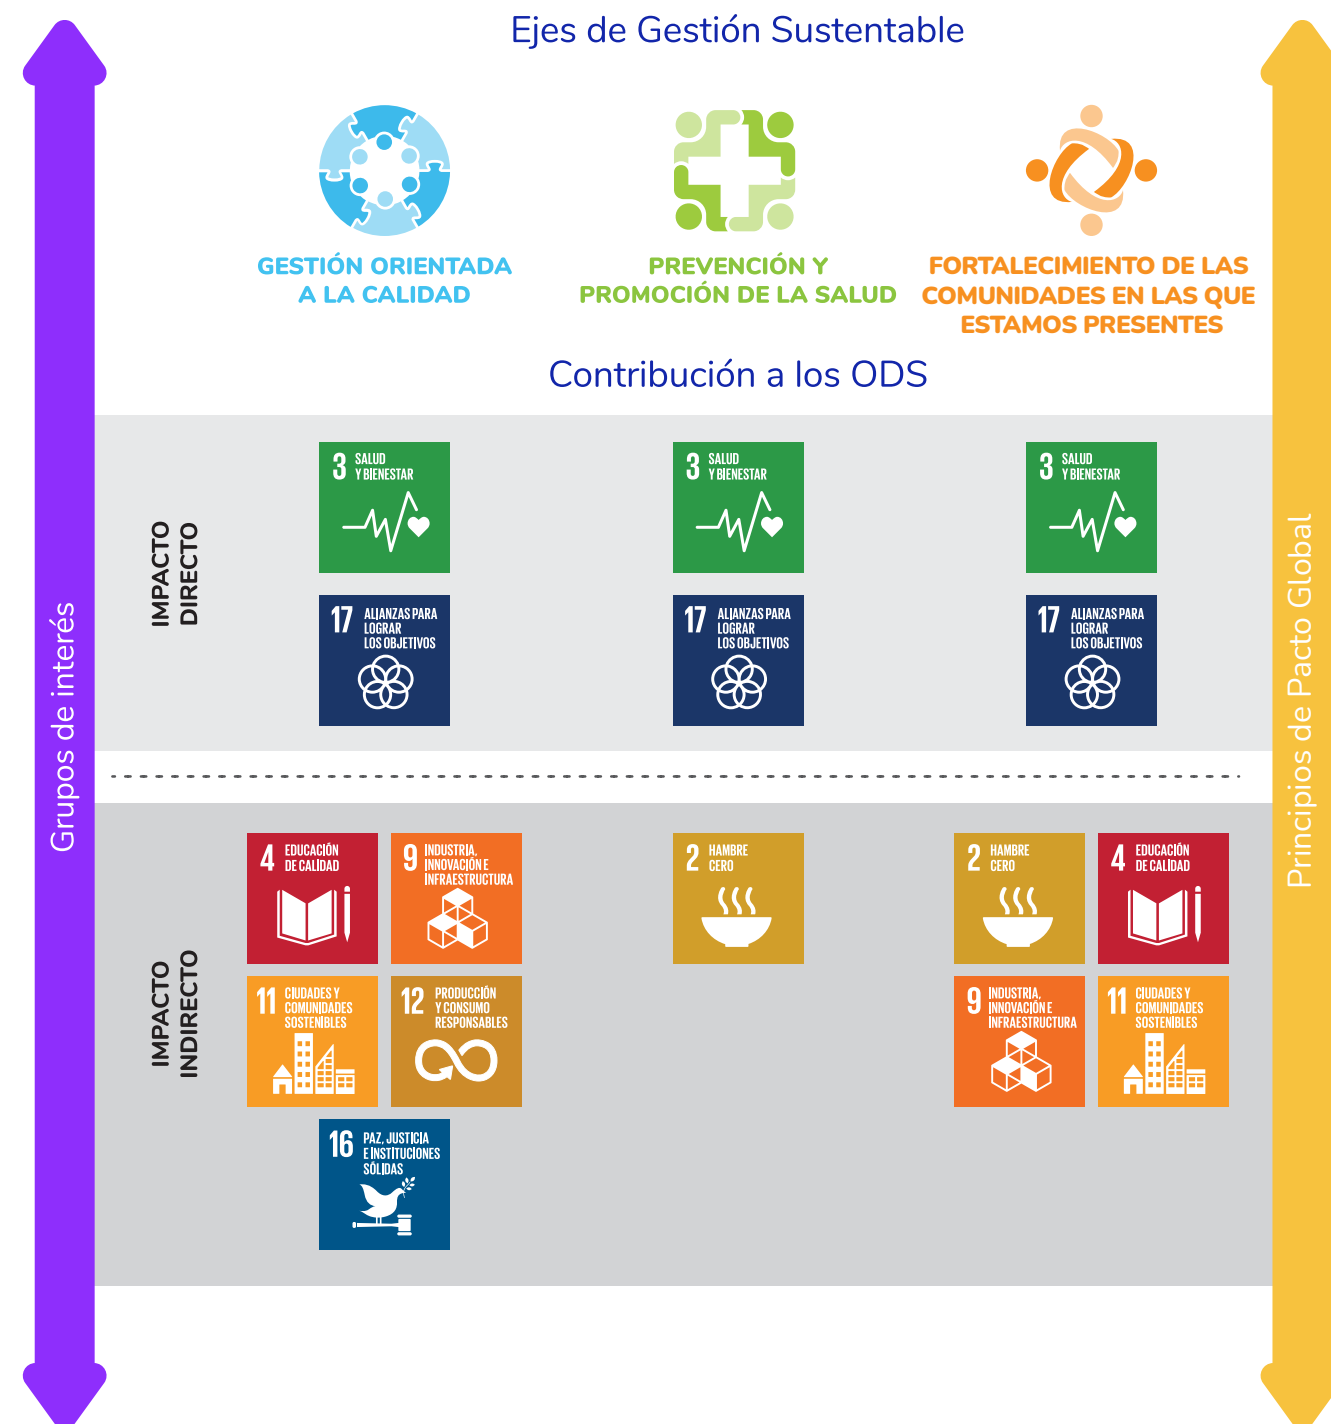 Ejes de Gestión Sustentable
GESTIÓN ORIENTADA
A LA CALIDAD
PREVENCIÓN Y
PROMOCIÓN DE LA SALUD
FORTALECIMIENTO DE LAS
COMUNIDADES EN LAS QUE
ESTAMOS PRESENTES
Contribución a los ODS
Grupos de interés
Principios de Pacto Global
IMPACTO
DIRECTO
3 SALUD
Y BIENESTAR
3 SALUD
Y BIENESTAR
3 SALUD
Y BIENESTAR
17 ALIANZAS PARA
LOGRAR
LOS OBJETIVOS
17 ALIANZAS PARA
LOGRAR
LOS OBJETIVOS
17 ALIANZAS PARA
LOGRAR
LOS OBJETIVOS
IMPACTO
INDIRECTO
4 EDUCACIÓN
DE CALIDAD
9 INDUSTRIA,
INNOVACIÓN E
INFRAESTRUCTURA
2 HAMBRE
CERO
2 HAMBRE
CERO
4 EDUCACIÓN
DE CALIDAD
11 CIUDADES Y
COMUNIDADES
SOSTENIBLES
12 PRODUCCIÓN
Y CONSUMO
RESPONSABLES
9 INDUSTRIA,
INNOVACIÓN E
INFRAESTRUCTURA
11 CIUDADES Y
COMUNIDADES
SOSTENIBLES
16 PAZ, JUSTICIA
E INSTITUCIONES
SÓLIDAS